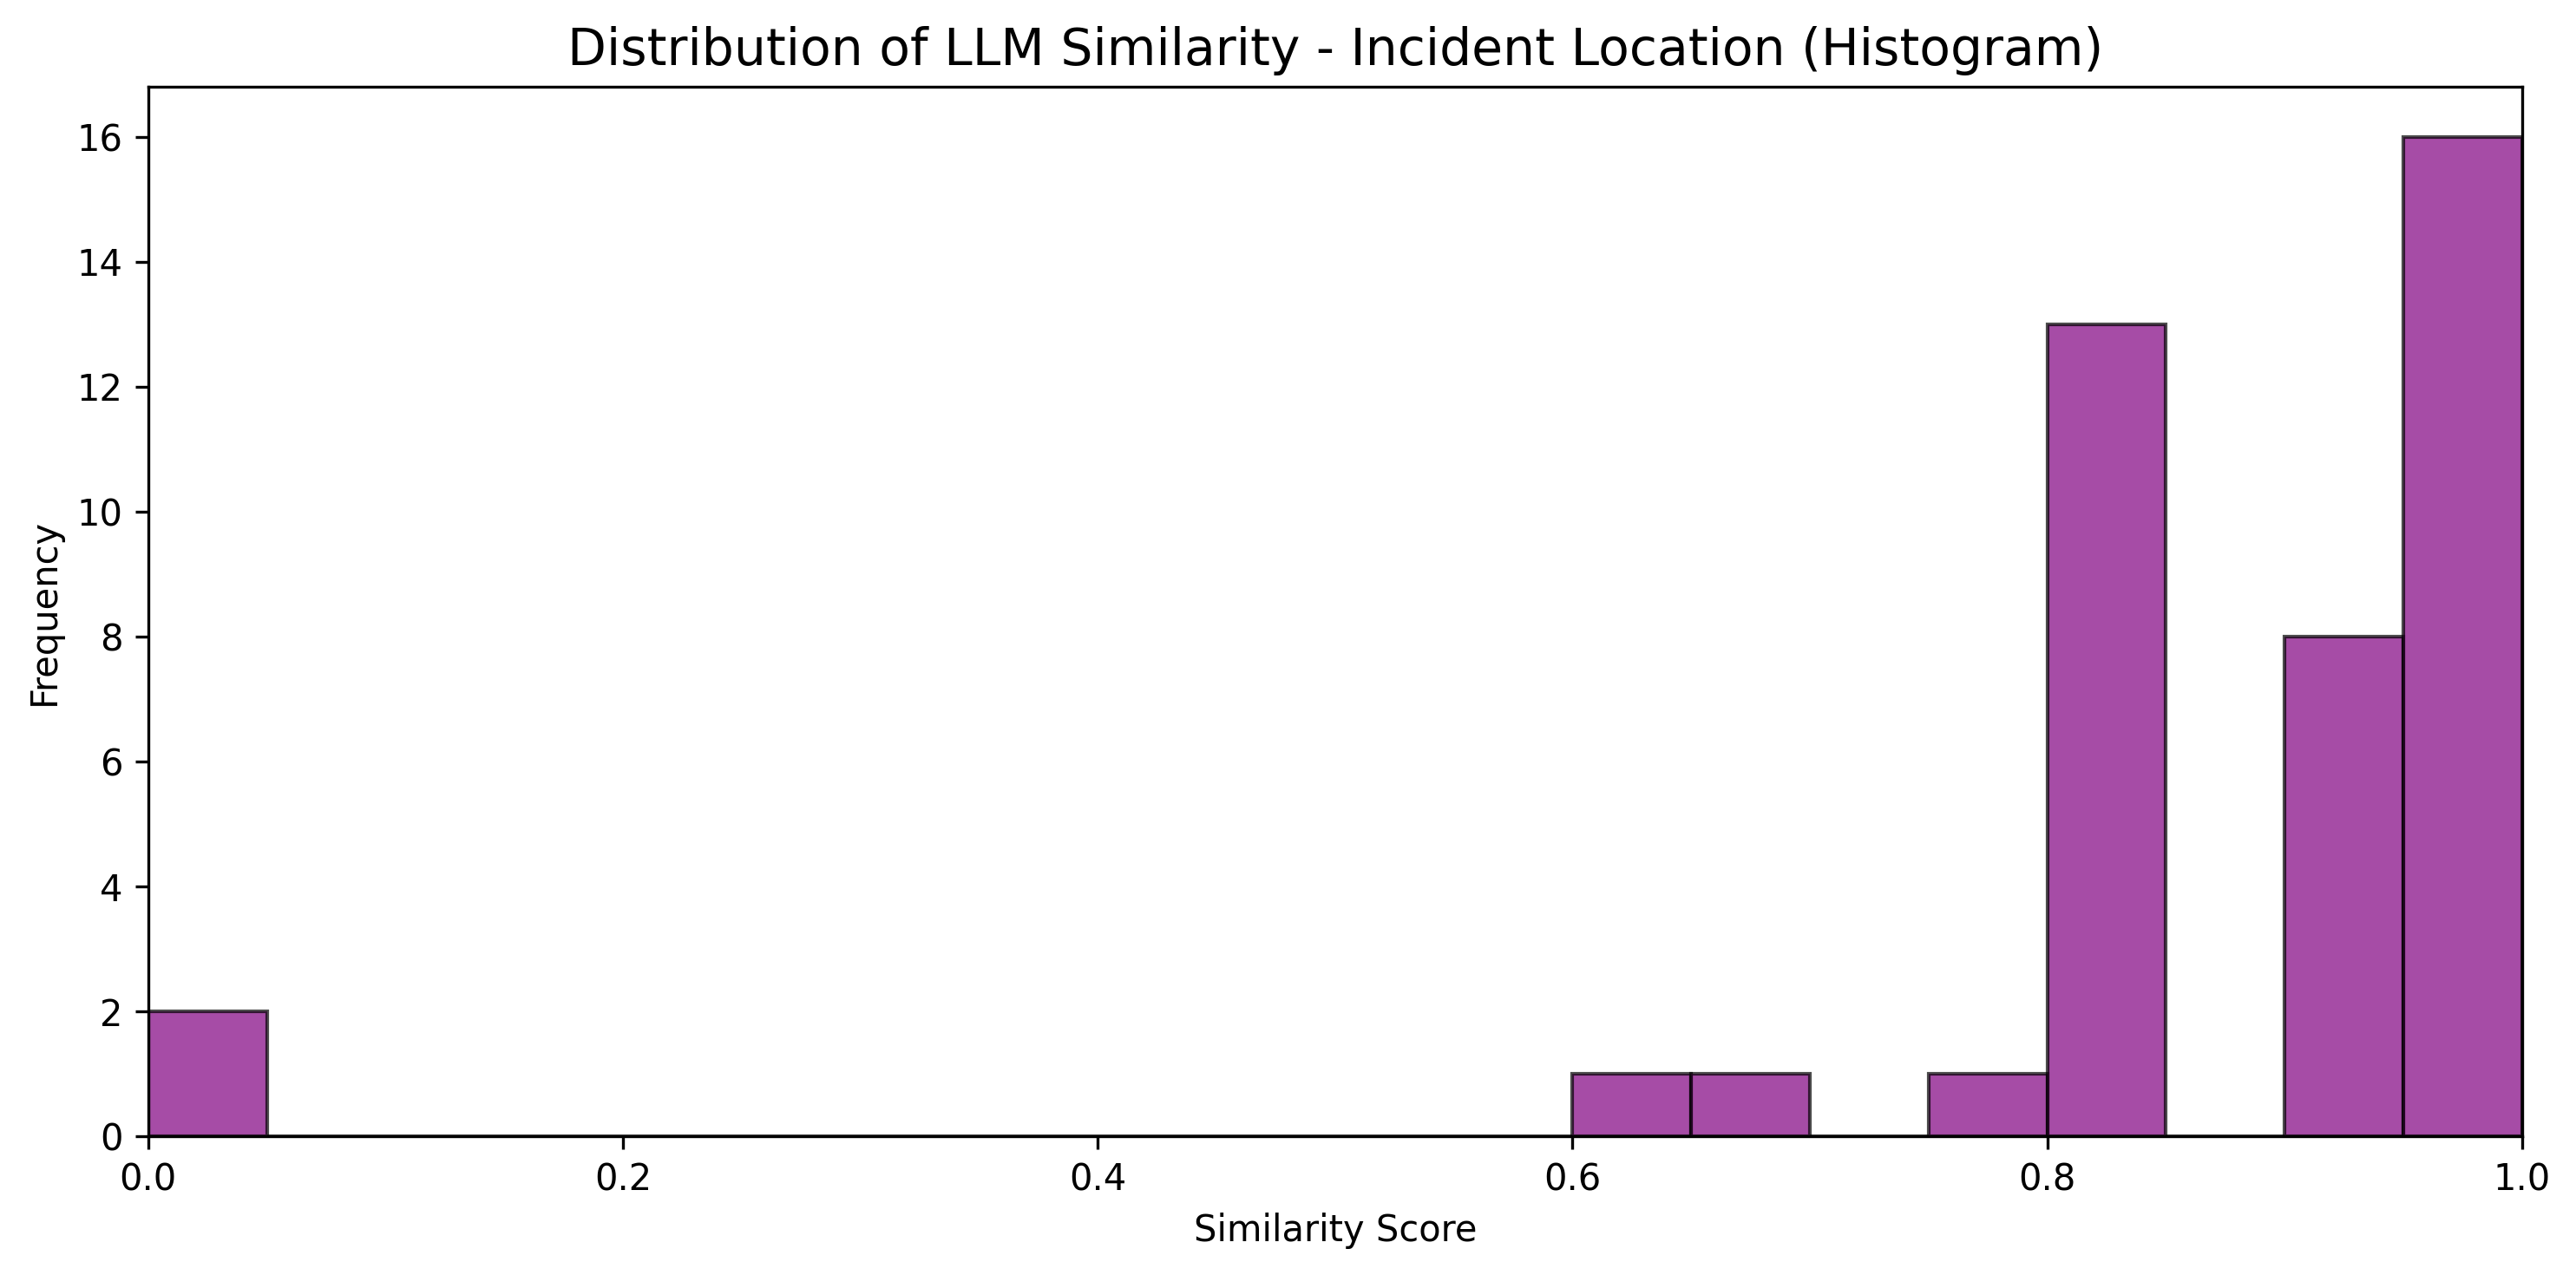 Distribution of LLM Similarity - Incident Location (Histogram)
16
14
12
10
8
6
4
2
0
Frequency
0.0 0.2 0.4 0.6 0.8 1.0
Similarity Score